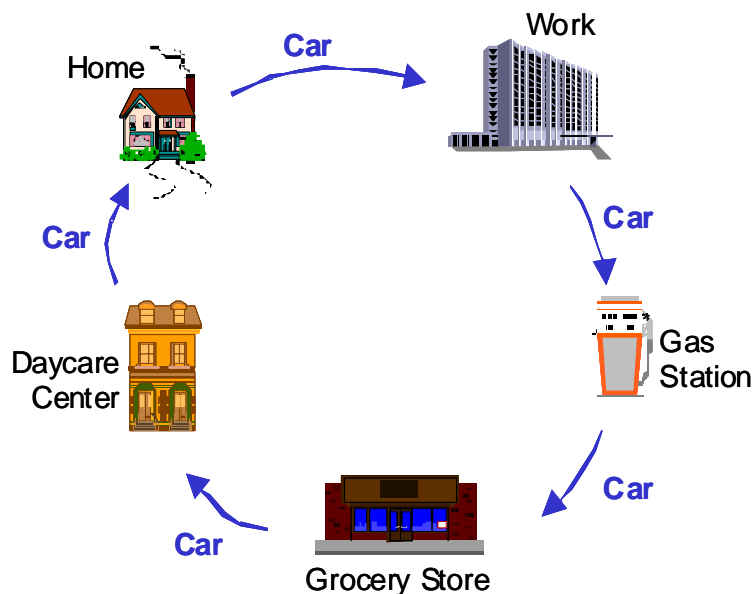 Work
Car
Home
Car
Car
Gas
Station
Daycare
Center
Car
Car
Grocery Store